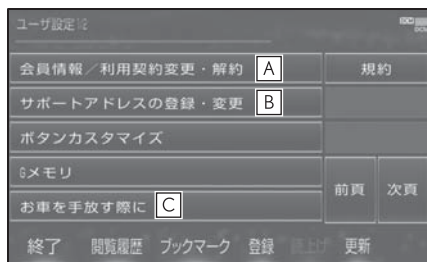 ユーザ設定1/2
会員情報／利用契約変更・解約 A
規約
サポートアドレスの登録・変更 B
ボタンカスタマイズ
Gメモリ
前頁 次頁
お車を手放す際に C
終了 閲覧履歴 ブックマーク 登録 更新